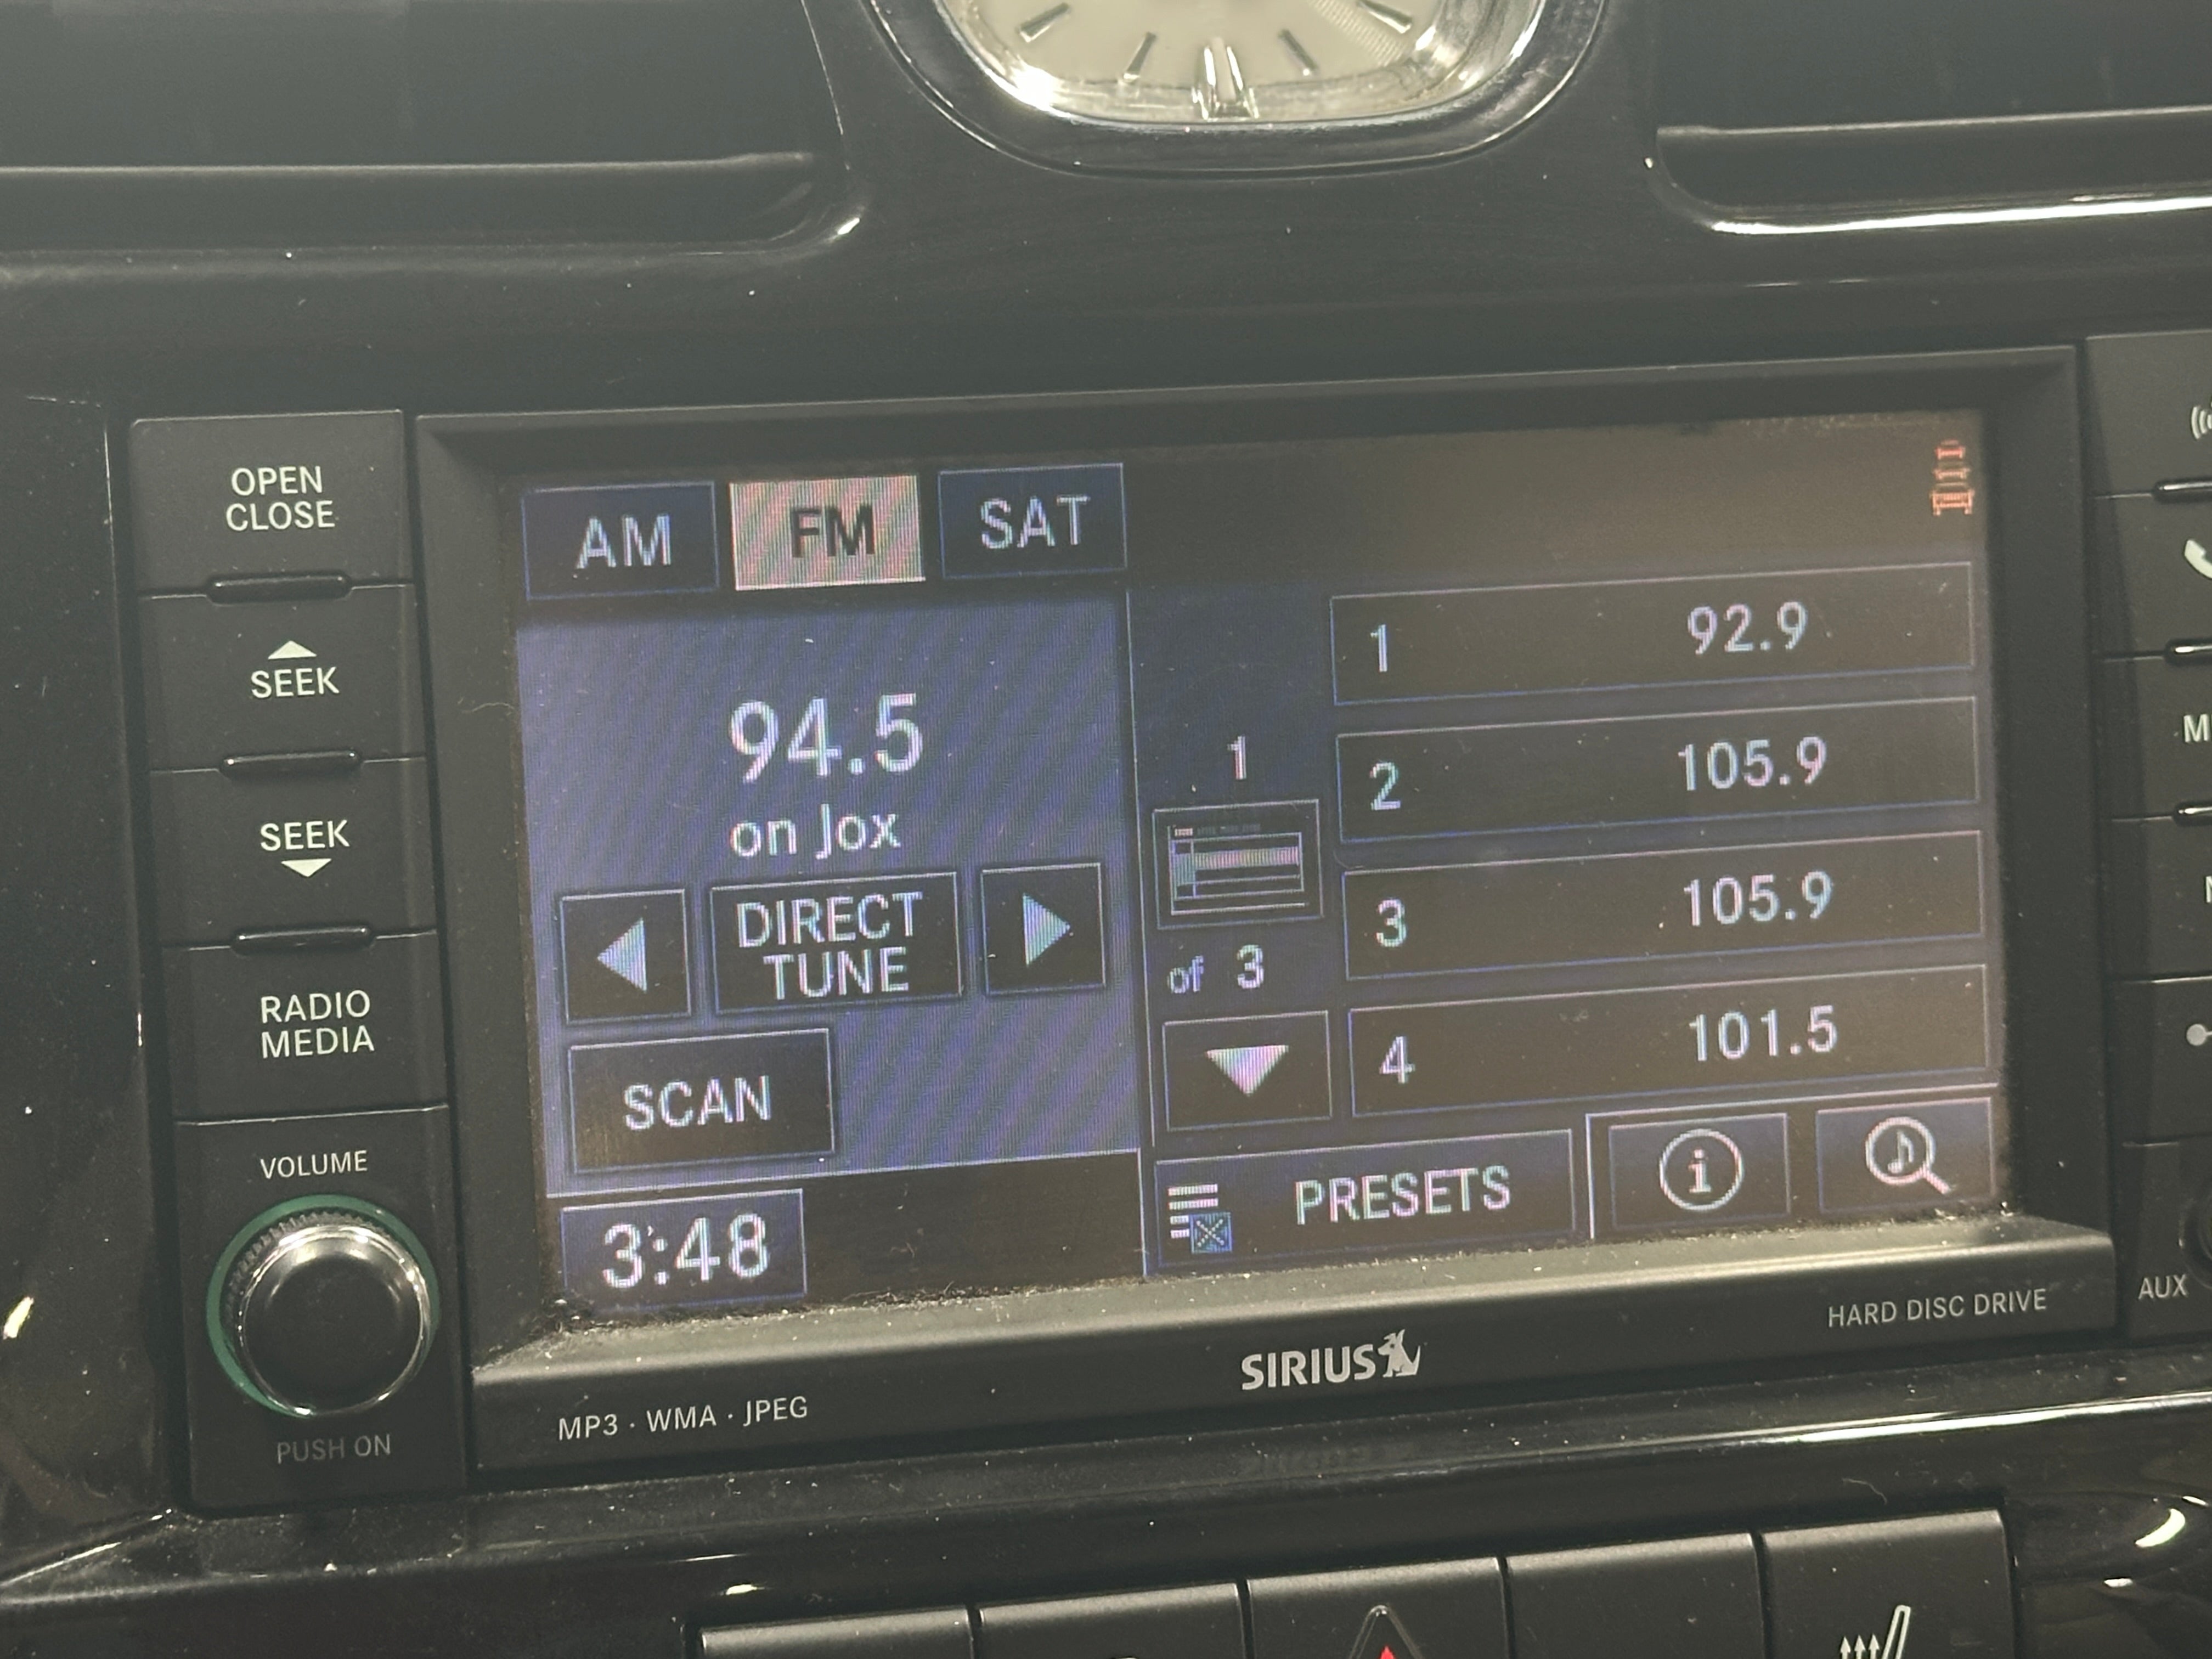 OPEN
CLOSE
SEEK
SEEK
RADIO
MEDIA
VOLUME
PUSH ON
AM
FM
SAT
94.5
on Jox
DIRECT
TUNE
SCAN
3:48
1
of 3
1 92.9
2 105.9
3 105.9
4 101.5
PRESETS
i
MP3 · WMA · JPEG
SIRIUS
HARD DISC DRIVE
AUX